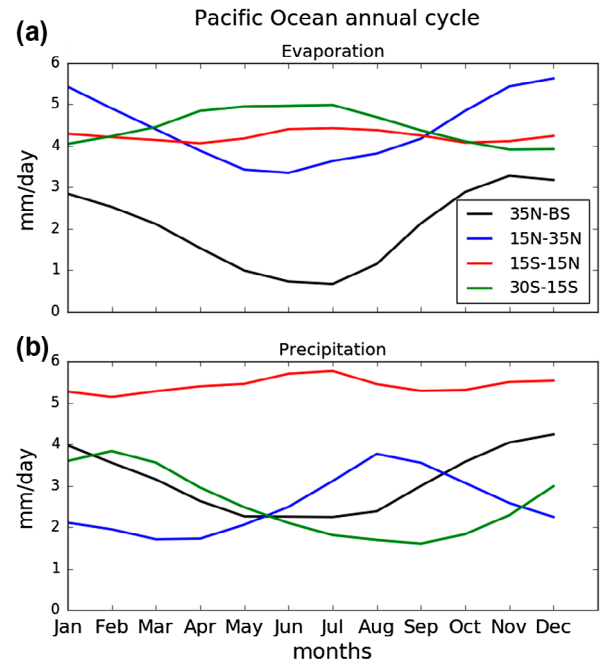 Pacific Ocean annual cycle
(a)
Evaporation
6
5
4
3
2
1
0
mm/day
35N-BS
15N-35N
15S-15N
30S-15S
(b)
Precipitation
6
5
4
3
2
1
0
mm/day
Jan Feb Mar Apr May Jun Jul Aug Sep Oct Nov Dec
months